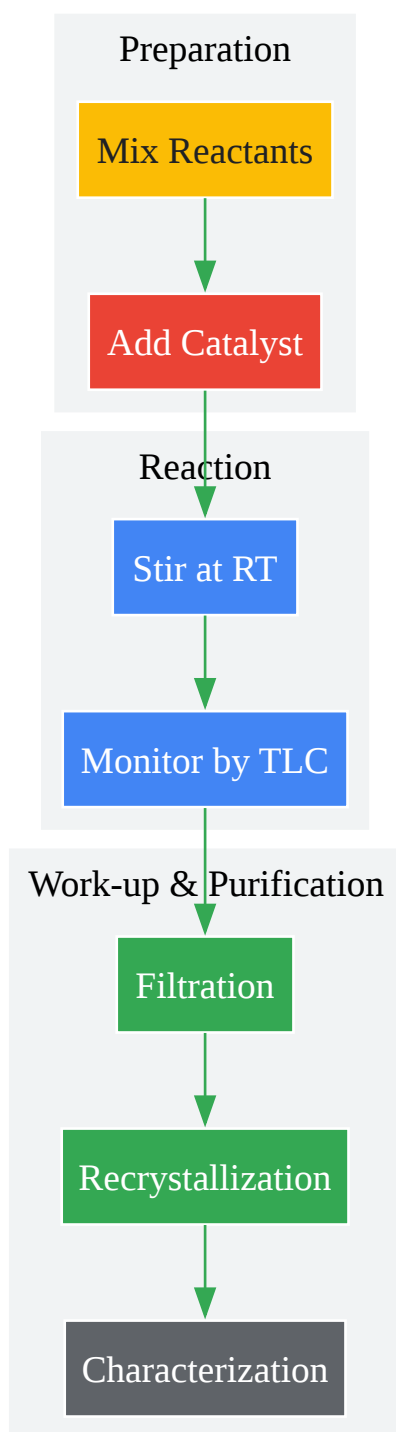 Preparation
Mix Reactants
Add Catalyst
Reaction
Stir at RT
Monitor by TLC
Work-up & Purification
Filtration
Recrystallization
Characterization